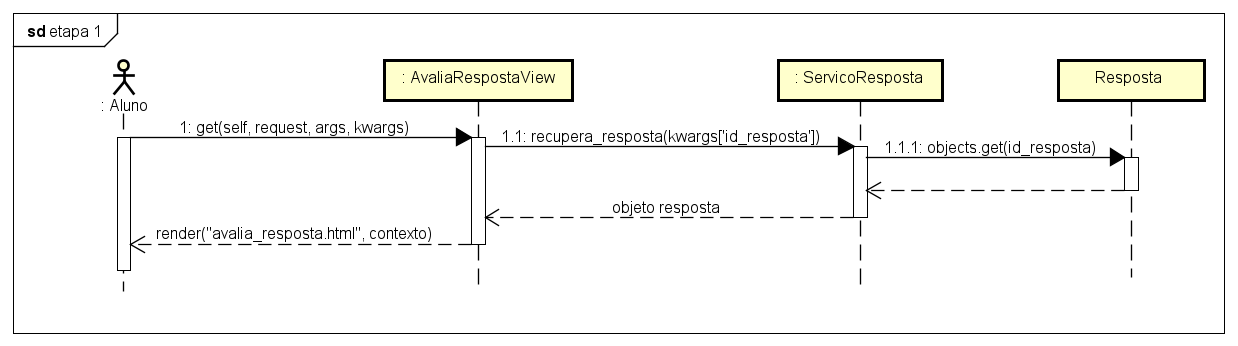 sd etapa 1
: Aluno
: AvaliaRespostaView
: ServicoResposta
Resposta
1: get(self, request, args, kwargs)
1.1: recupera_resposta(kwargs['id_resposta'])
1.1.1: objects.get(id_resposta)
objeto resposta
render("avalia_resposta.html", contexto)